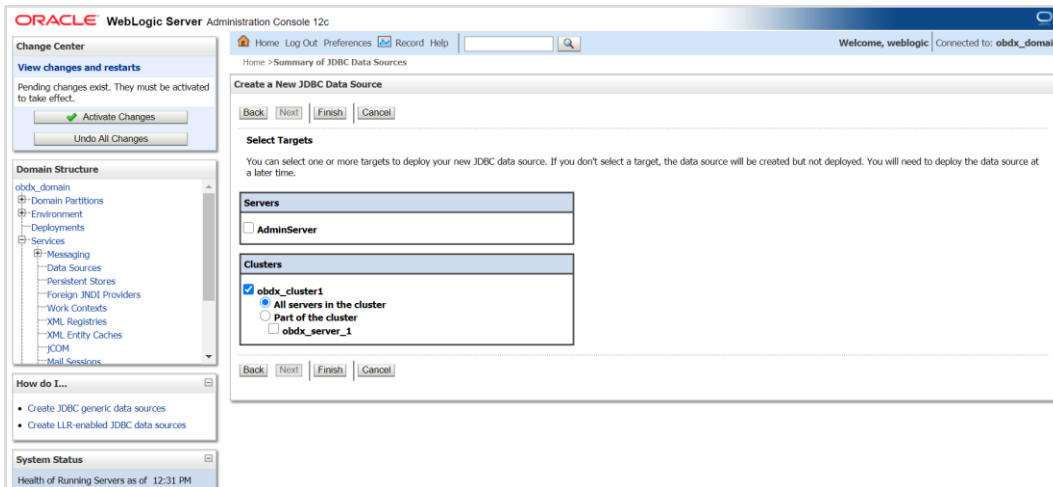 ORACLE WebLogic Server Administration Console 12c
Change Center
View changes and restarts
Pending changes exist. They must be activated
to take effect.
Activate Changes
Undo All Changes
Domain Structure
obdx_domain
Domain Partitions
Environment
Deployments
Services
Messaging
Data Sources
Persistent Stores
Foreign JNDI Providers
Work Contexts
XML Registries
XML Entity Caches
jCOM
Mail Sessions
How do I...
Create JDBC generic data sources
Create LLR-enabled JDBC data sources
System Status
Health of Running Servers as of 12:31 PM
Home Log Out Preferences Record Help
Welcome, weblogic Connected to: obdx_domai
Home >Summary of JDBC Data Sources
Create a New JDBC Data Source
Back Next Finish Cancel
Select Targets
You can select one or more targets to deploy your new JDBC data source. If you don't select a target, the data source will be created but not deployed. You will need to deploy the data source at
a later time.
Servers
AdminServer
Clusters
obdx_cluster1
All servers in the cluster
Part of the cluster
obdx_server_1
Back Next Finish Cancel